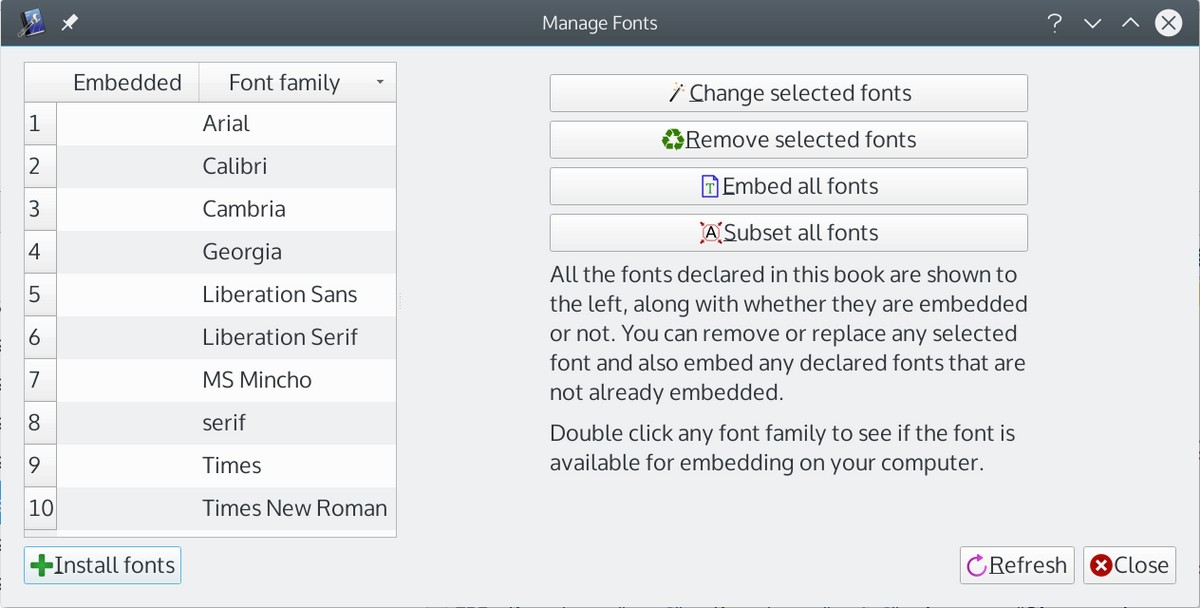 Manage Fonts
Embedded Font family
1 Arial
2 Calibri
3 Cambria
4 Georgia
5 Liberation Sans
6 Liberation Serif
7 MS Mincho
8 serif
9 Times
10 Times New Roman
Install fonts
Change selected fonts
Remove selected fonts
Embed all fonts
Subset all fonts
All the fonts declared in this book are shown to
the left, along with whether they are embedded
or not. You can remove or replace any selected
font and also embed any declared fonts that are
not already embedded.
Double click any font family to see if the font is
available for embedding on your computer.
Refresh
Close